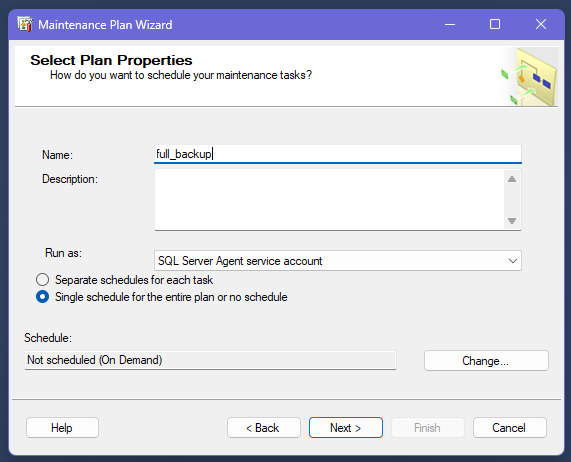 Maintenance Plan Wizard
Select Plan Properties
How do you want to schedule your maintenance tasks?
Name:
full_backup
Description:
Run as:
SQL Server Agent service account
Separate schedules for each task
Single schedule for the entire plan or no schedule
Schedule:
Not scheduled (On Demand)
Change...
Help
< Back
Next >
Finish
Cancel